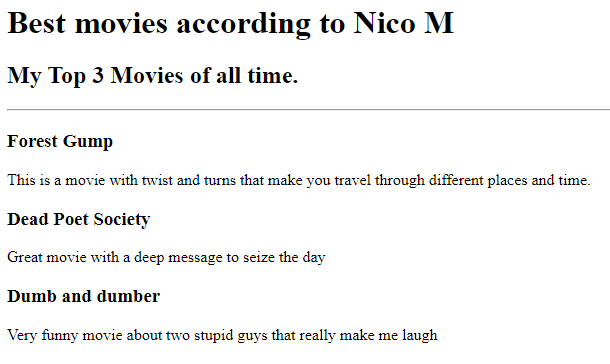 Best movies according to Nico M
My Top 3 Movies of all time.
Forest Gump
This is a movie with twist and turns that make you travel through different places and time.
Dead Poet Society
Great movie with a deep message to seize the day
Dumb and dumber
Very funny movie about two stupid guys that really make me laugh